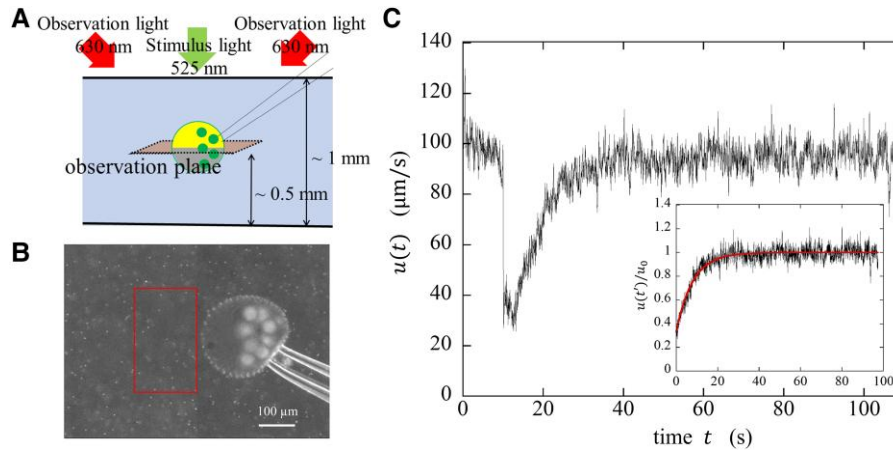 A
Observation light
630 nm
Stimulus light
525 nm
Observation light
630 nm
observation plane
~ 0.5 mm
~ 1 mm
B
100 μm
C
u(t) (μm/s)
140
120
100
80
60
40
20
0
0 20 40 60 80 100
time t (s)
u(t')/u0
1.4
1.2
1
0.8
0.6
0.4
0.2
0
0 20 40 60 80 100